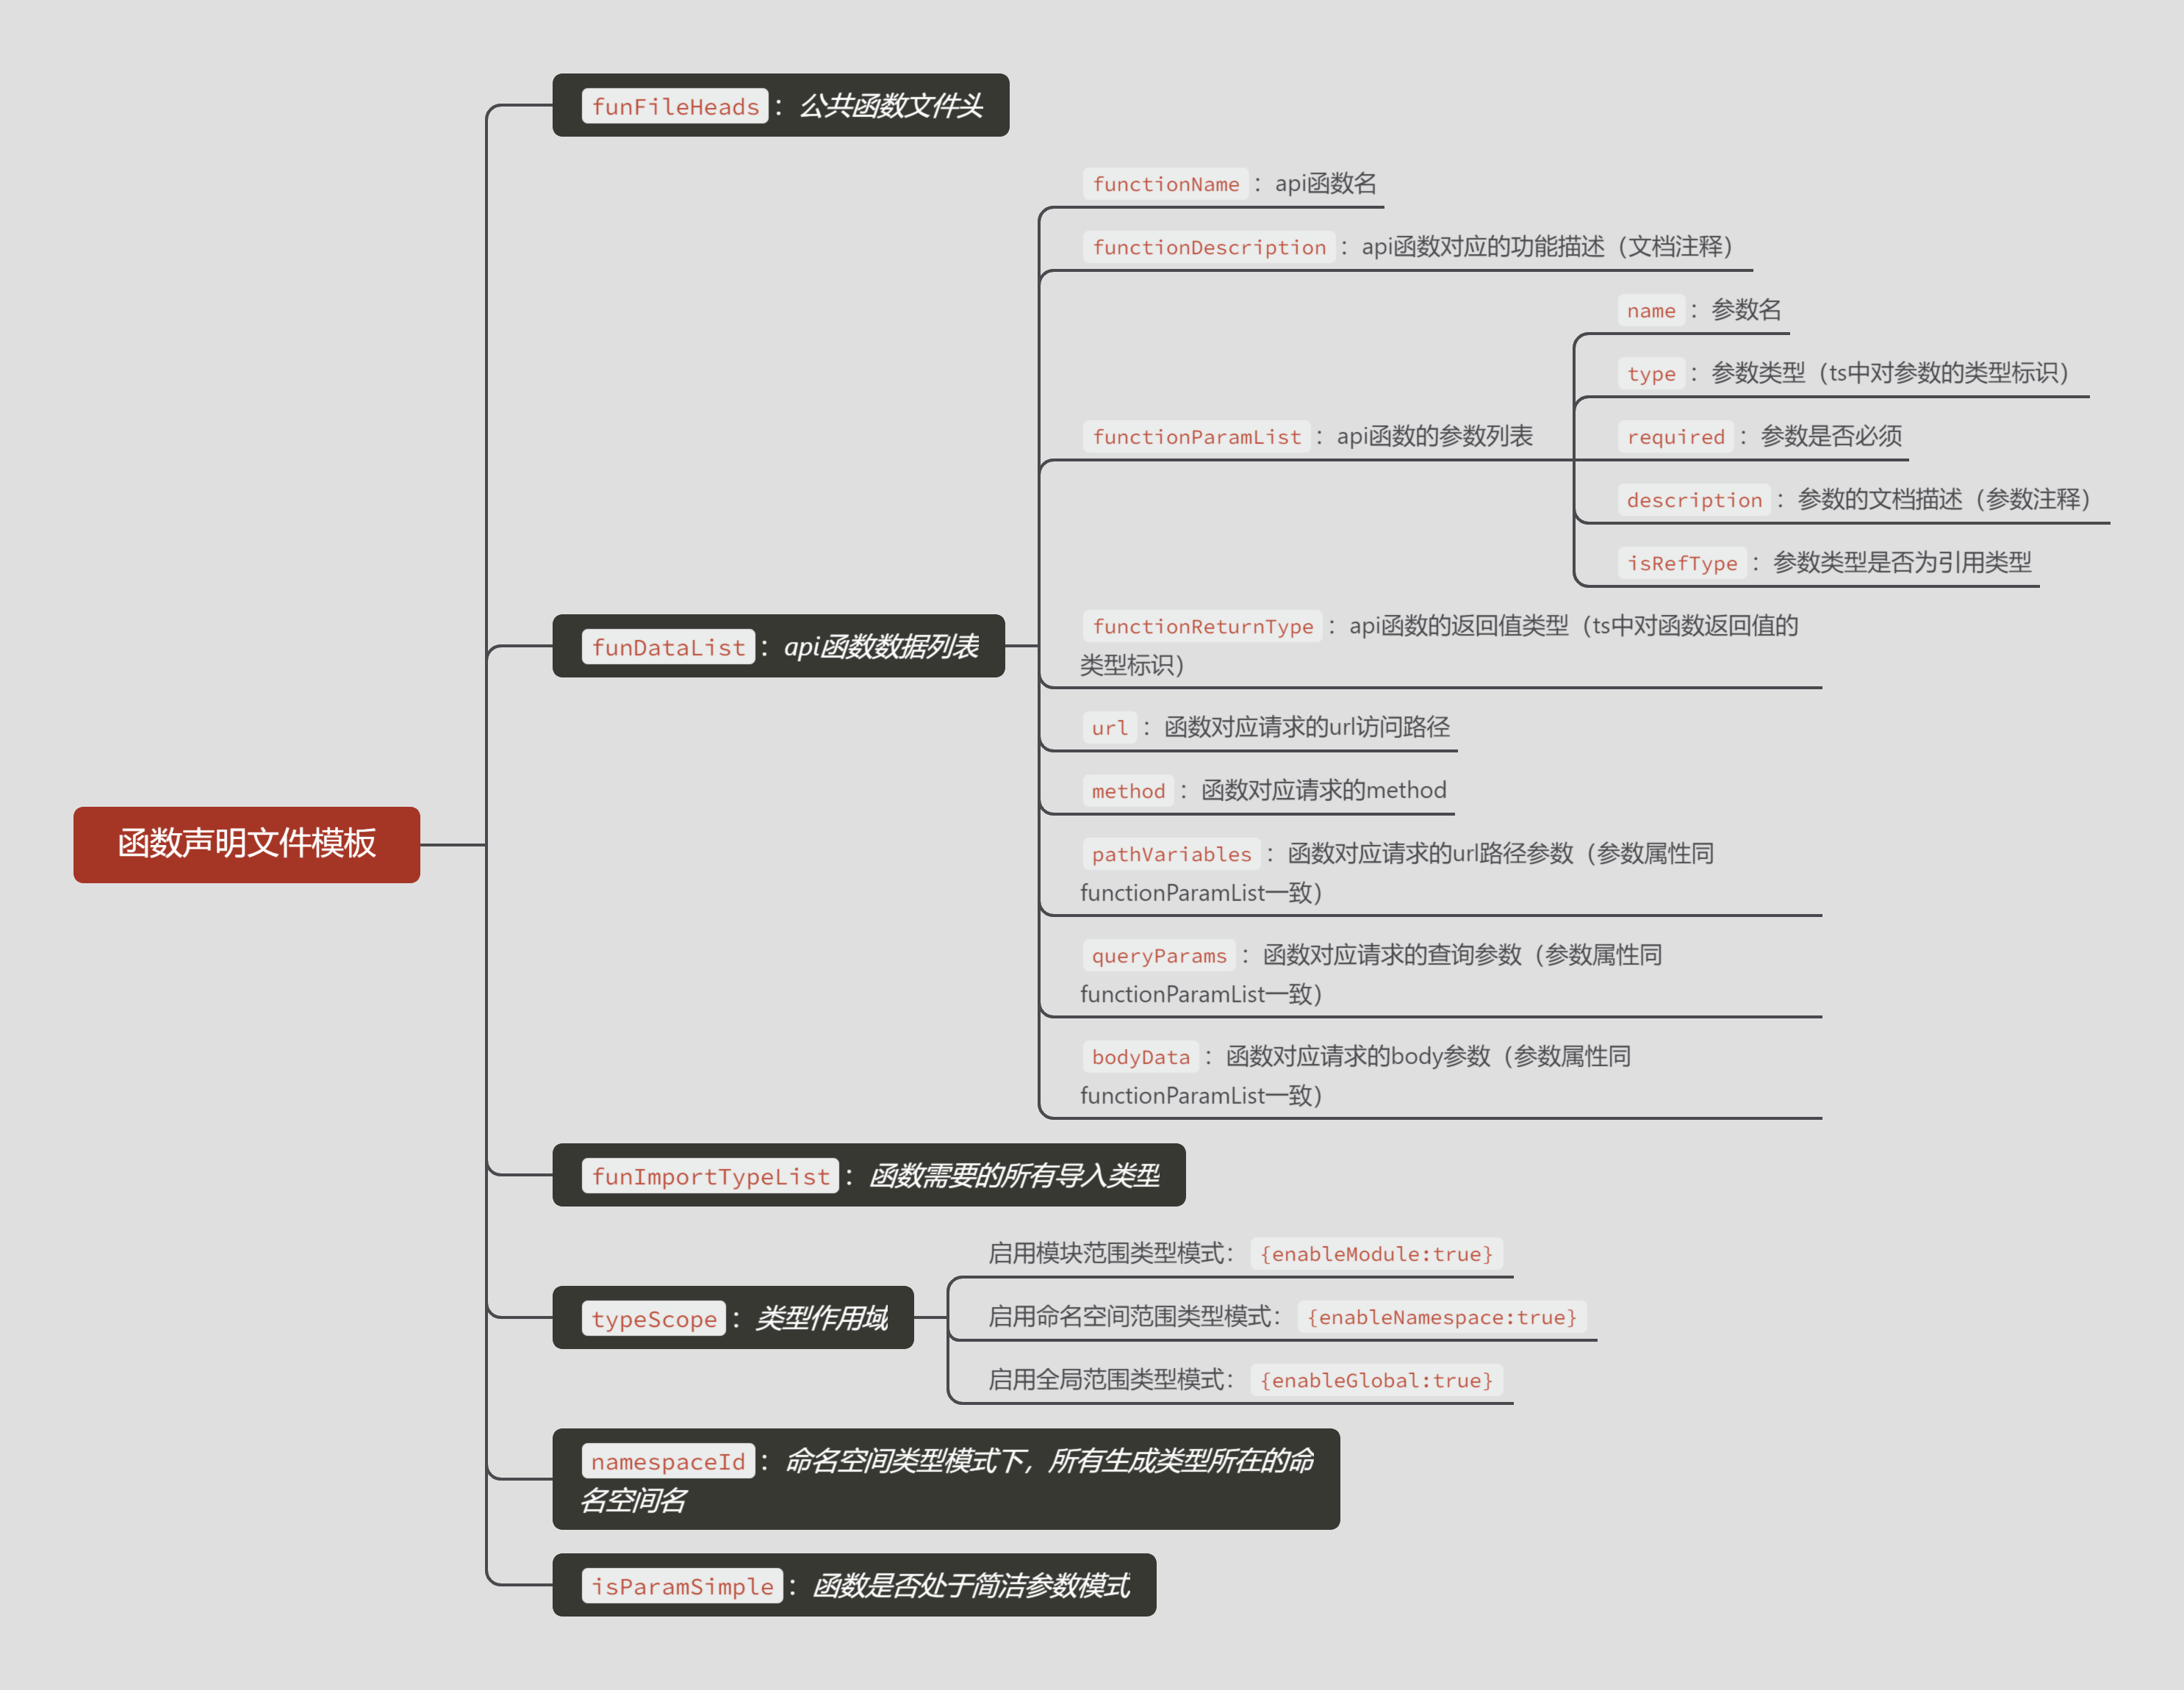 函数声明文件模板
funFileHeads： 公共函数文件头
funDataList： api函数数据列表
functionName： api函数名
functionDescription： api函数对应的功能描述（文档注释）
functionParamList： api函数的参数列表
name： 参数名
type： 参数类型（ts中对参数的类型标识）
required： 参数是否必须
description： 参数的文档描述（参数注释）
isRefType： 参数类型是否为引用类型
functionReturnType： api函数的返回值类型（ts中对函数返回值的
类型标识）
url： 函数对应请求的url访问路径
method： 函数对应请求的method
pathVariables： 函数对应请求的url路径参数（参数属性同
functionParamList一致）
queryParams： 函数对应请求的查询参数（参数属性同
functionParamList一致）
bodyData： 函数对应请求的body参数（参数属性同
functionParamList一致）
funImportTypeList： 函数需要的所有导入类型
typeScope： 类型作用域
启用模块范围类型模式： {enableModule:true}
启用命名空间范围类型模式： {enableNamespace:true}
启用全局范围类型模式： {enableGlobal:true}
namespaceId： 命名空间类型模式下，所有生成类型所在的命
名空间名
isParamSimple： 函数是否处于简洁参数模式